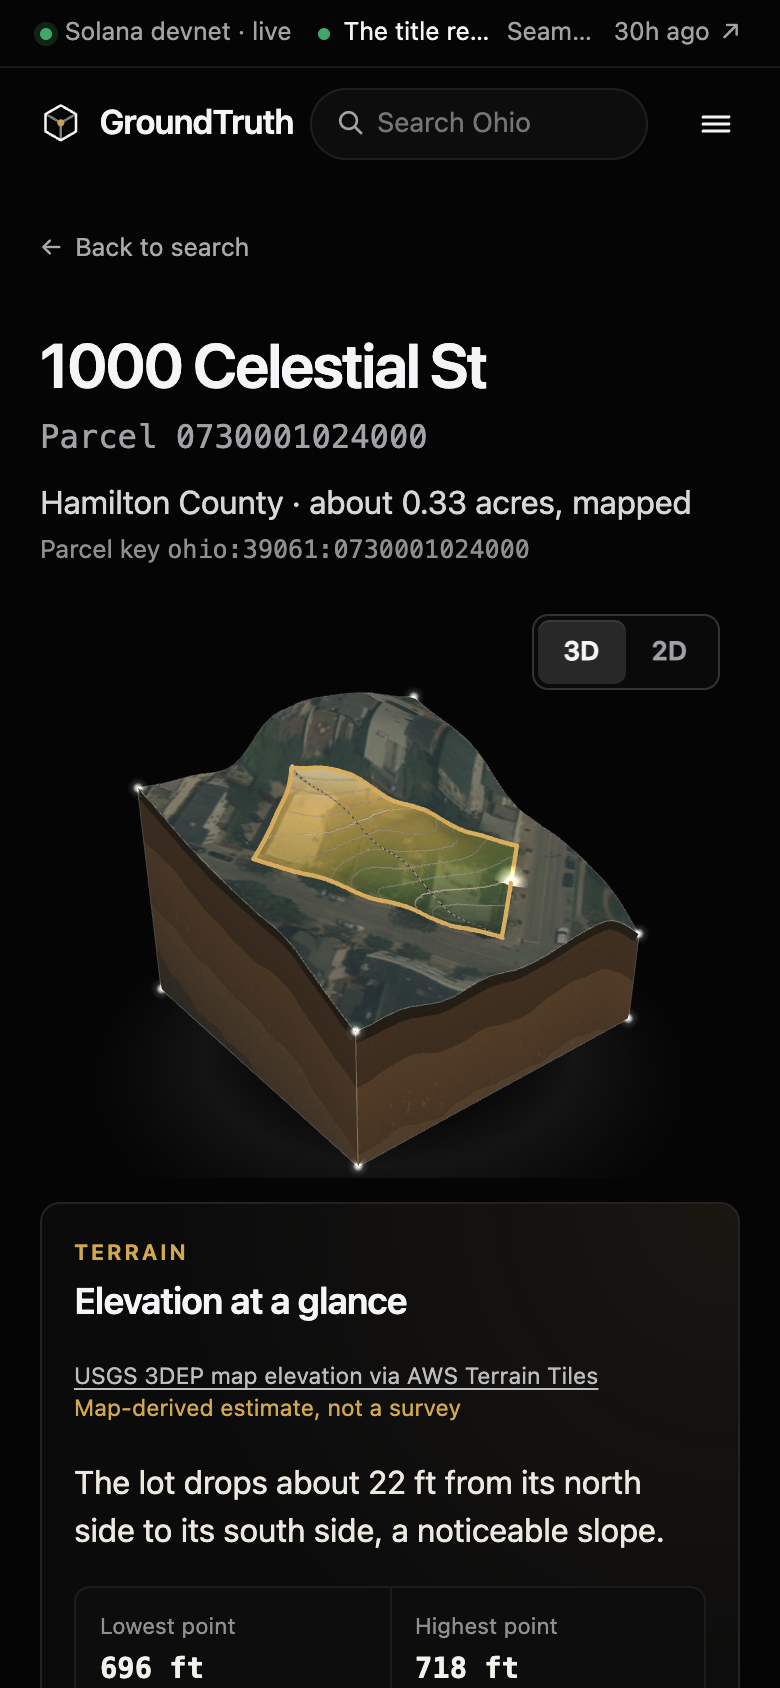 Solana devnet · live The title re... Seam... 30h ago ↗
GroundTruth Search Ohio
← Back to search
1000 Celestial St
Parcel 0730001024000
Hamilton County · about 0.33 acres, mapped
Parcel key ohio:39061:0730001024000
3D 2D
TERRAIN
Elevation at a glance
USGS 3DEP map elevation via AWS Terrain Tiles
Map-derived estimate, not a survey
The lot drops about 22 ft from its north
side to its south side, a noticeable slope.
Lowest point Highest point
696 ft 718 ft